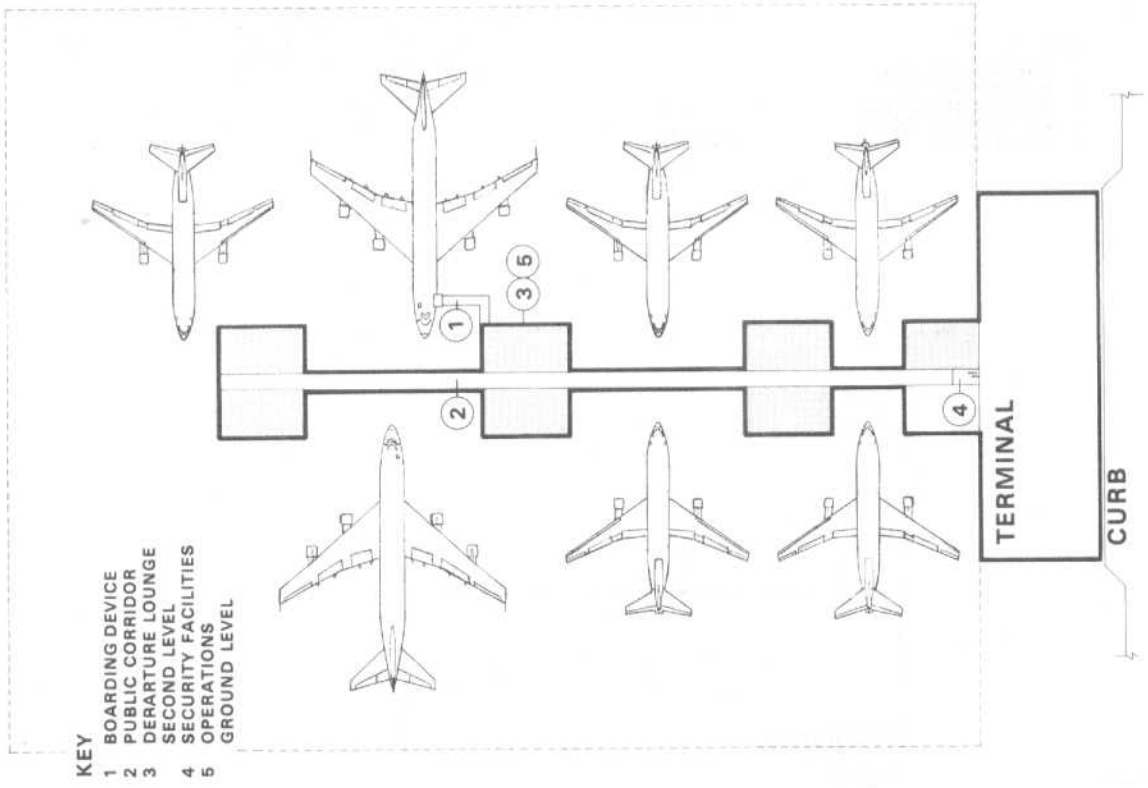 KEY
1 BOARDING DEVICE
2 PUBLIC CORRIDOR
3 DERARTURE LOUNGE
SECOND LEVEL
4 SECURITY FACILITIES
5 OPERATIONS
GROUND LEVEL
1
2
3 5
4
TERMINAL
CURB